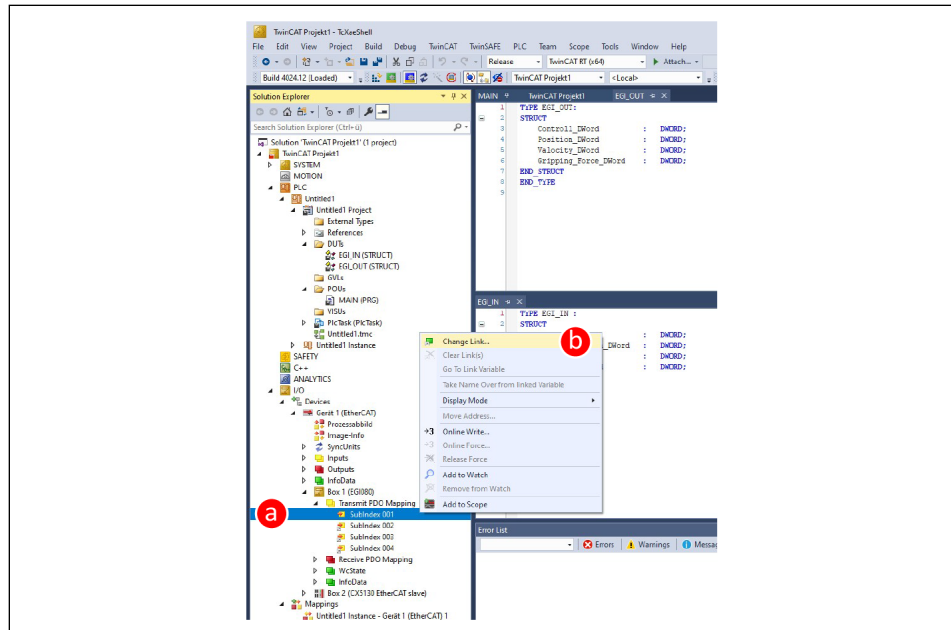 TwinCAT Projekt1 - TcXaeShell
File Edit View Project Build Debug TwinCAT TwinSAFE PLC Team Scope Tools Window Help
Release TwinCAT RT (x64) Attach...
Build 4024.12 (Loaded) TwinCAT Projekt1 <Local>
Solution Explorer
Search Solution Explorer (Ctrl+ü)
Solution 'TwinCAT Projekt1' (1 project)
TwinCAT Projekt1
SYSTEM
MOTION
PLC
Untitled1
Untitled1 Project
External Types
References
DUTs
EGI_IN (STRUCT)
EGI_OUT (STRUCT)
GVLs
POUs
MAIN (PRG)
VISUs
PlcTask (PlcTask)
Untitled1.tmc
Untitled1 Instance
SAFETY
C++
ANALYTICS
I/O
Devices
Gerät 1 (EtherCAT)
Prozessabbild
Image-Info
SyncUnits
Inputs
Outputs
InfoData
Box 1 (EGI080)
Transmit PDO Mapping
a
SubIndex 001
SubIndex 002
SubIndex 003
SubIndex 004
Receive PDO Mapping
WcState
InfoData
Box 2 (CX5130 EtherCAT slave)
Mappings
Untitled1 Instance - Gerät 1 (EtherCAT) 1
MAIN TwinCAT Projekt1 EGI_OUT
1 TYPE EGI_OUT:
2 STRUCT
3 Controll_DWord : DWORD;
4 Position_DWord : DWORD;
5 Valocity_DWord : DWORD;
6 Gripping_Force_DWord : DWORD;
7 END_STRUCT
8 END_TYPE
9
EGI_IN
1 TYPE EGI_IN :
2 STRUCT
: DWORD;
_DWord : DWORD;
: DWORD;
: DWORD;
Change Link...
b
Clear Link(s)
Go To Link Variable
Take Name Over from linked Variable
Display Mode
Move Address...
Online Write...
Online Force...
Release Force
Add to Watch
Remove from Watch
Add to Scope
Error List
Errors Warnings Messag